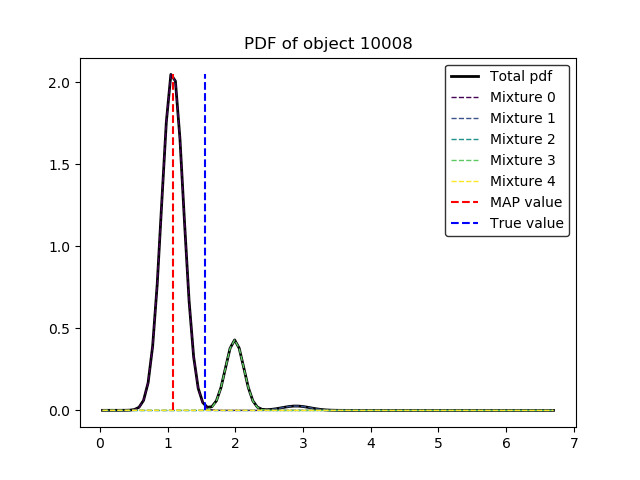 PDF of object 10008
Total pdf
Mixture 0
Mixture 1
Mixture 2
Mixture 3
Mixture 4
MAP value
True value
2.0
1.5
1.0
0.5
0.0
0 1 2 3 4 5 6 7